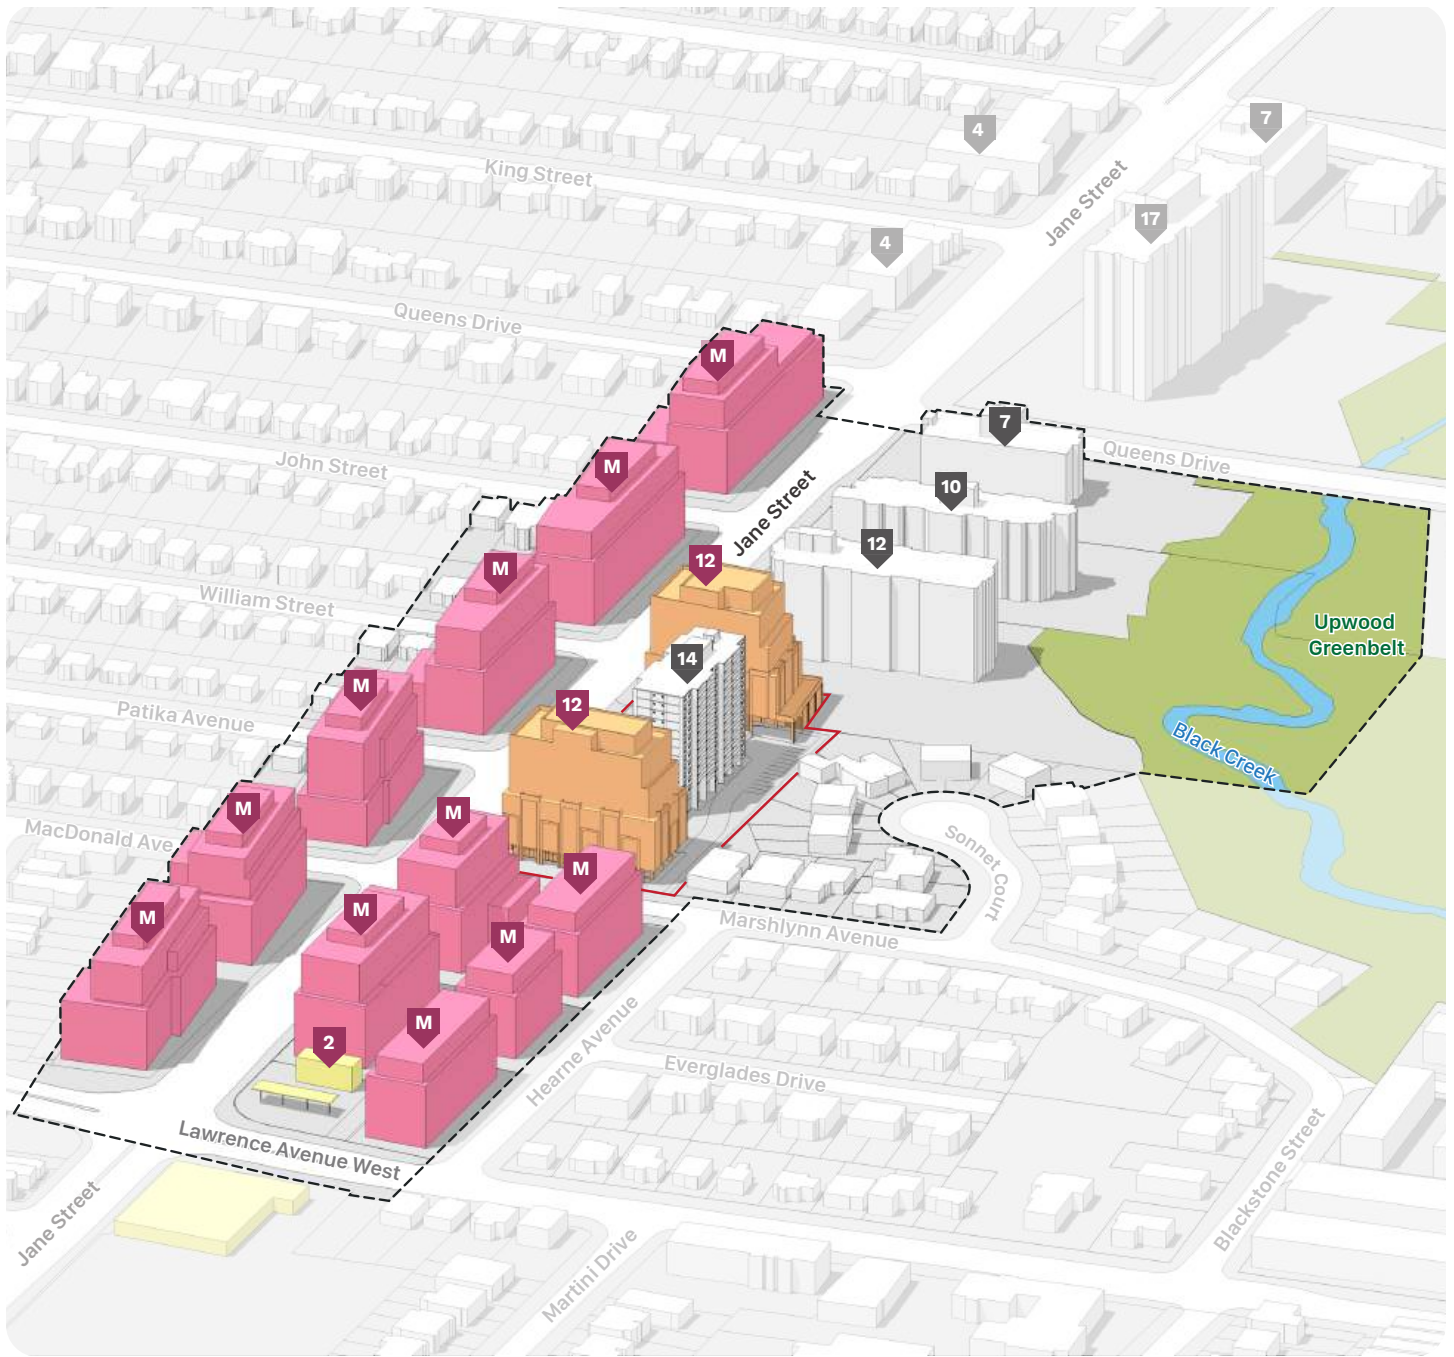 7
4
17
King Street
Jane Street
4
Queens Drive
M
7
Queens Drive
John Street
M
10
Jane Street
12
M
12
William Street
Upwood
Greenbelt
14
M
12
Patika Avenue
Black Creek
M
M
MacDonald Ave
Sonnet Court
M
M
M
M
Marshlynn Avenue
M
2
Hearne Avenue
Everglades Drive
Lawrence Avenue West
Jane Street
Blackstone Street
Martini Drive